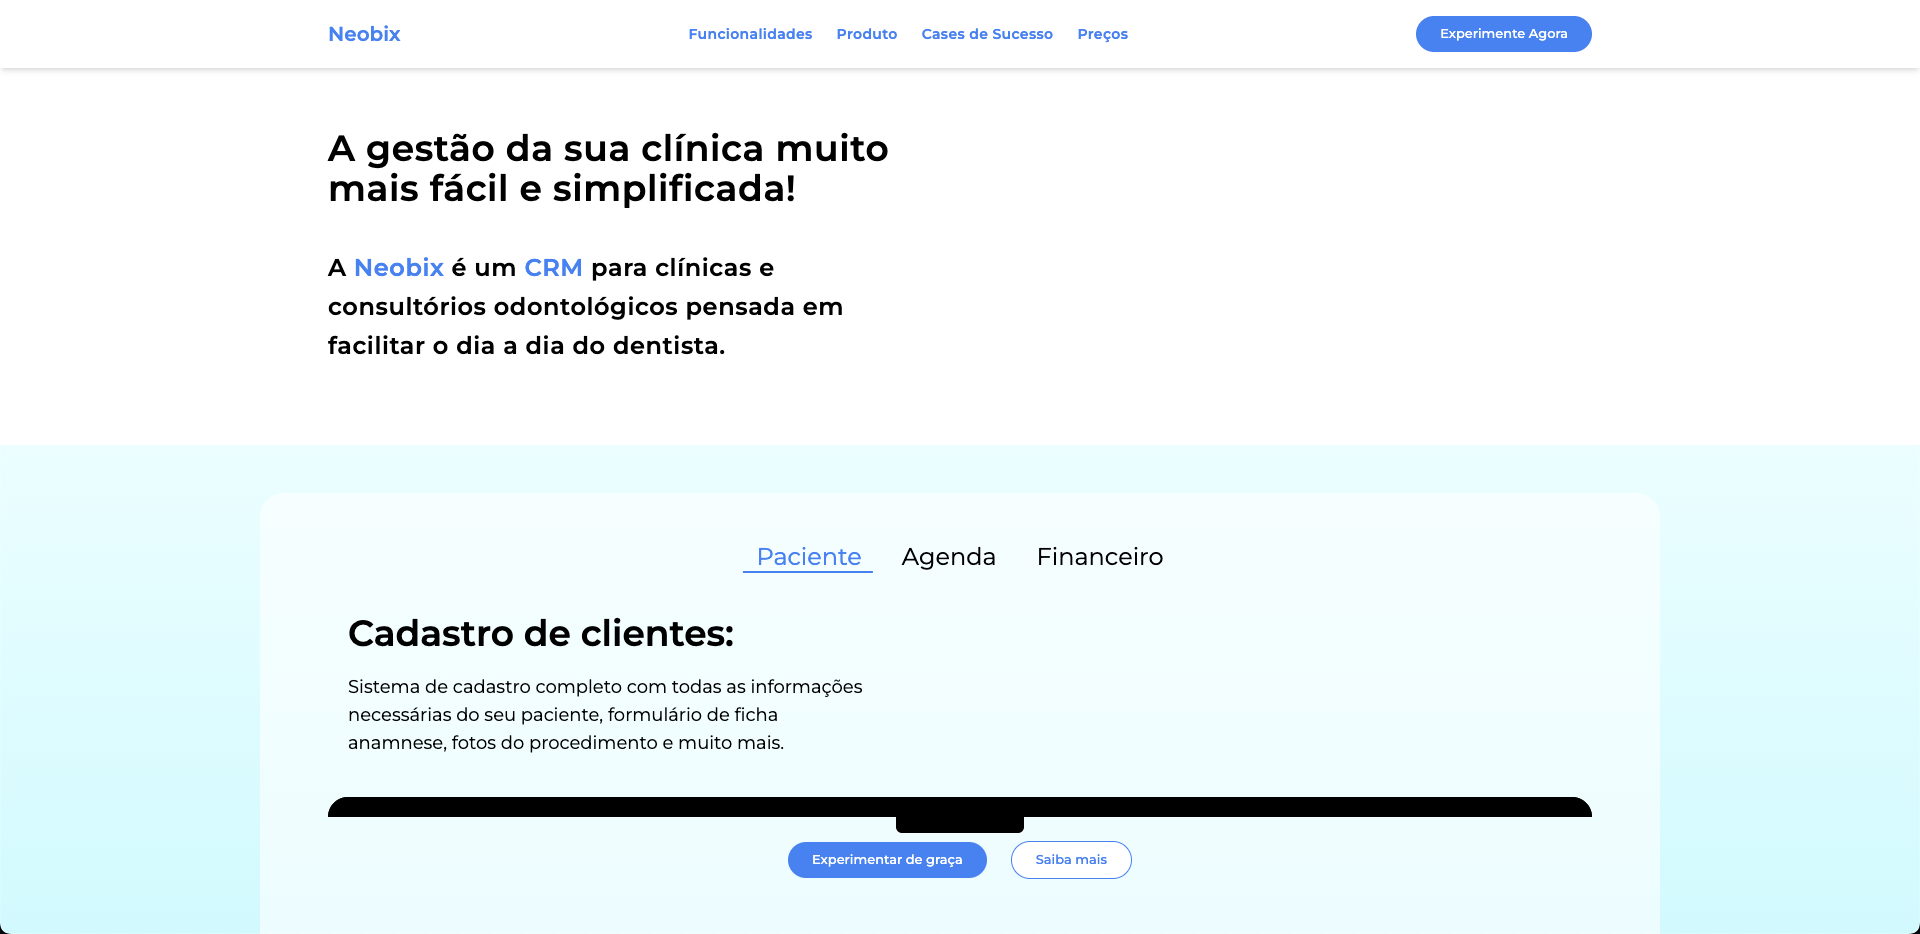 Neobix
Funcionalidades Produto Cases de Sucesso Preços
Experimente Agora
A gestão da sua clínica muito
mais fácil e simplificada!
A Neobix é um CRM para clínicas e
consultórios odontológicos pensada em
facilitar o dia a dia do dentista.
Paciente Agenda Financeiro
Cadastro de clientes:
Sistema de cadastro completo com todas as informações
necessárias do seu paciente, formulário de ficha
anamnese, fotos do procedimento e muito mais.
Experimentar de graça Saiba mais